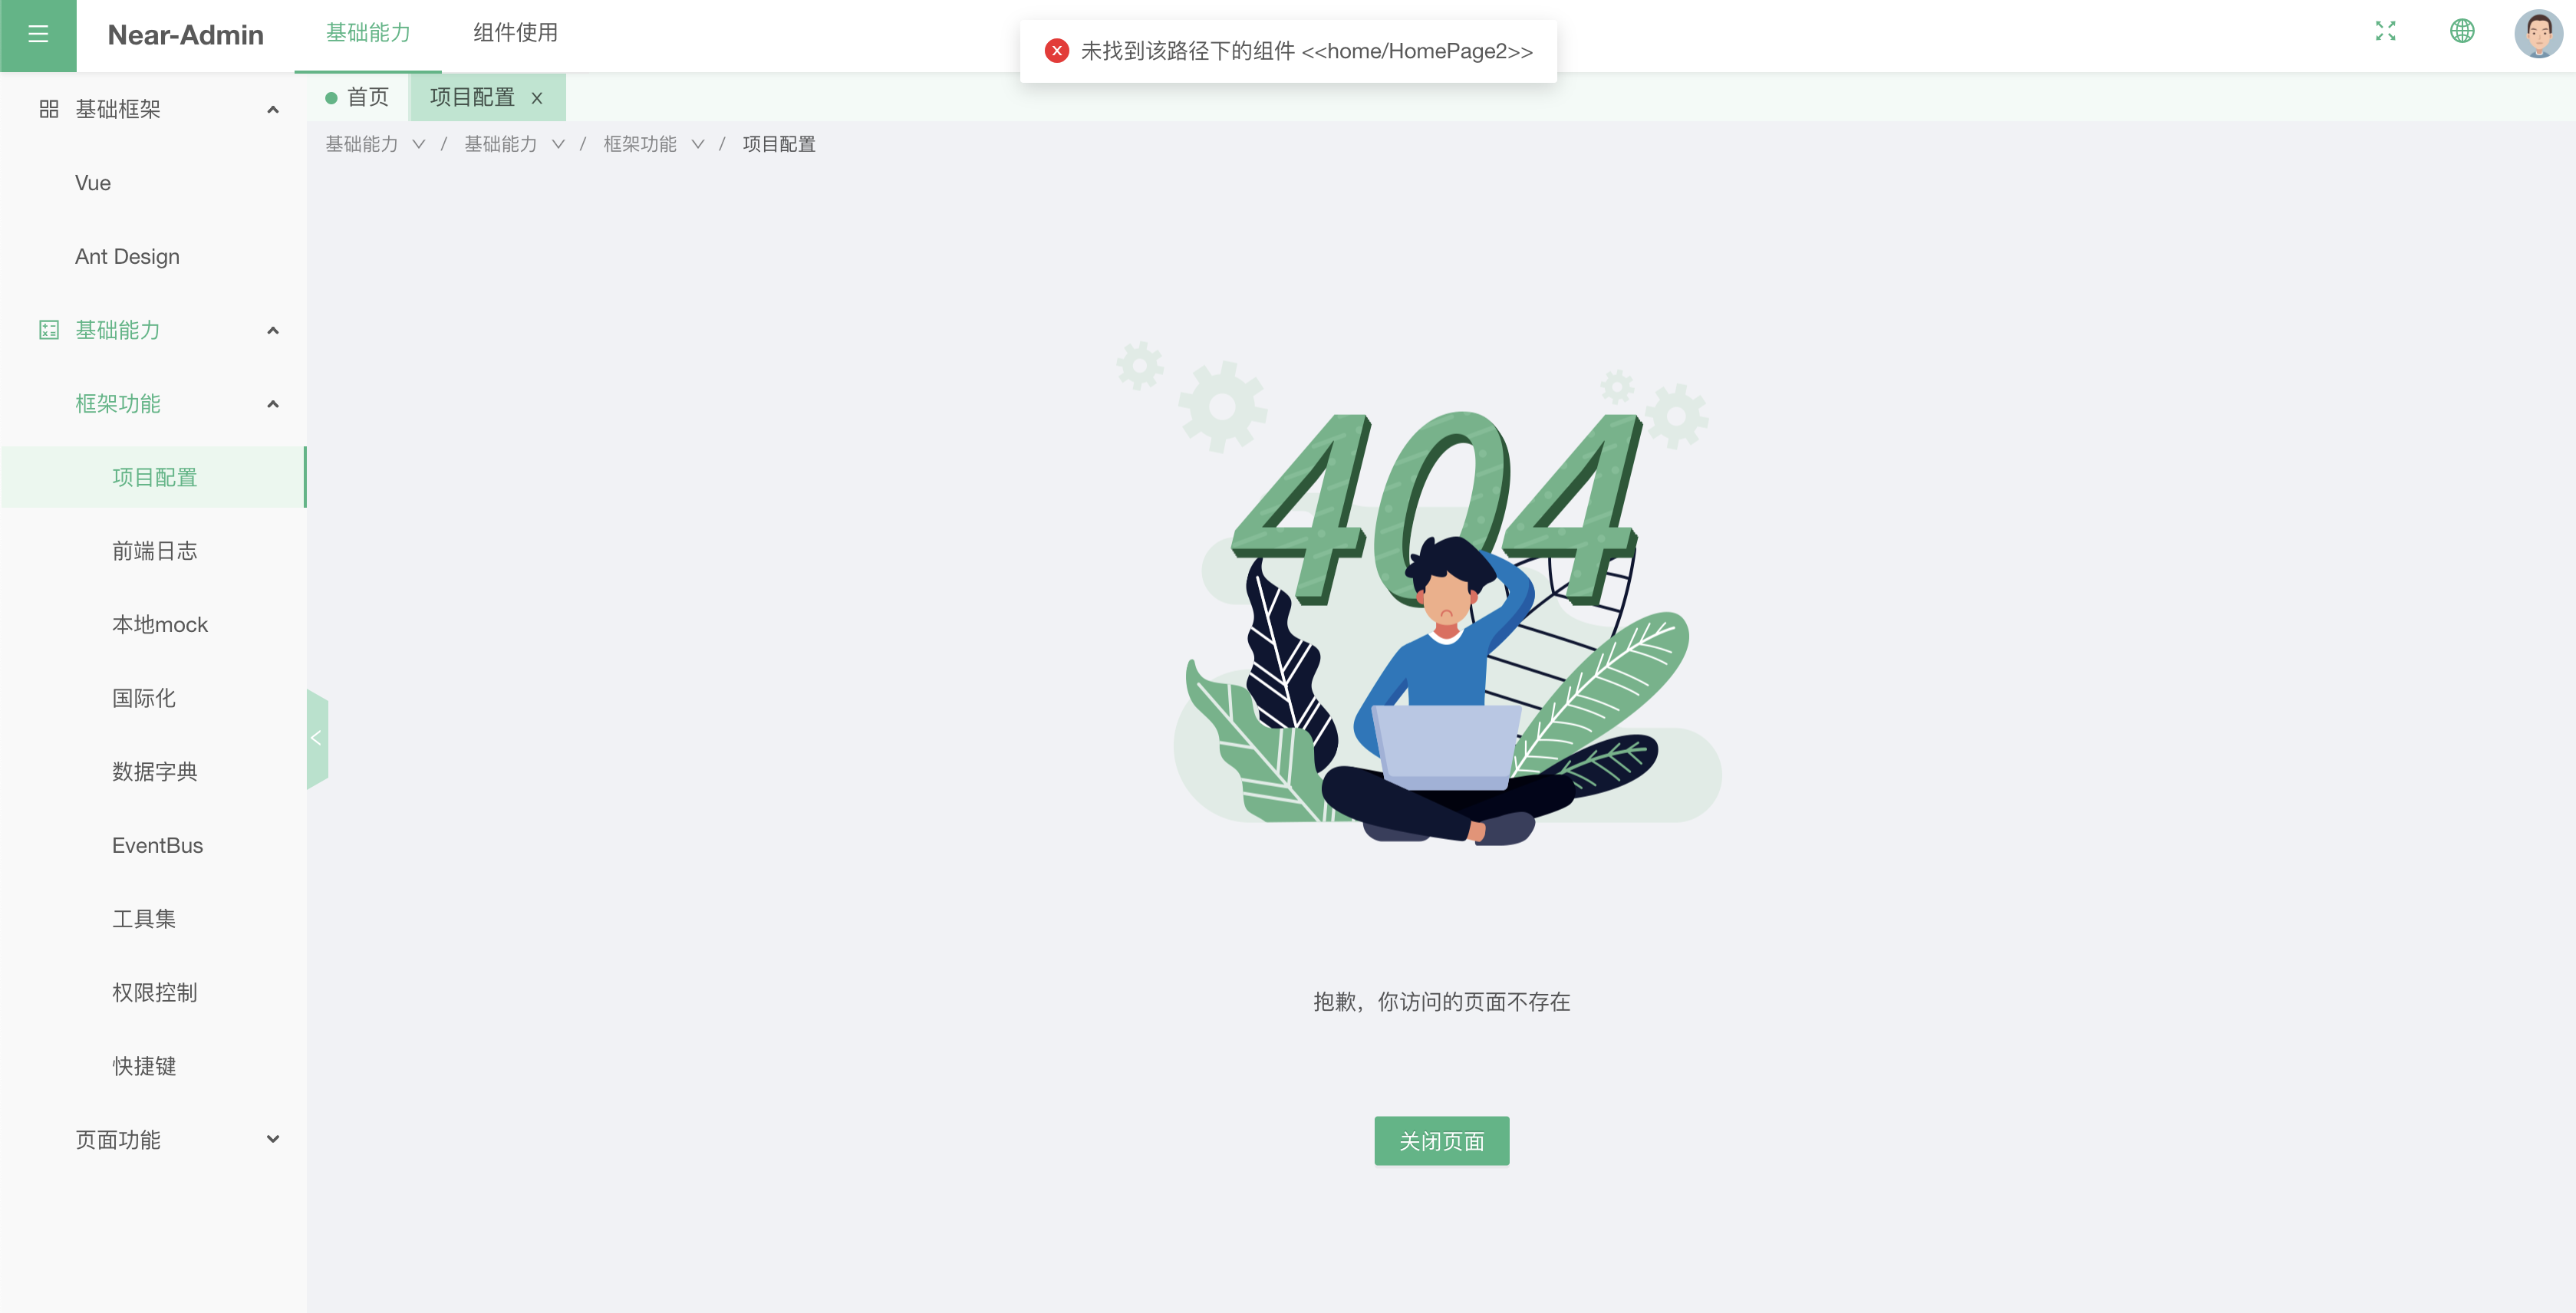 Near-Admin
基础能力
组件使用
未找到该路径下的组件 <<home/HomePage2>>
首页
项目配置
基础能力 / 基础能力 / 框架功能 / 项目配置
基础框架
Vue
Ant Design
基础能力
框架功能
项目配置
前端日志
本地mock
国际化
数据字典
EventBus
工具集
权限控制
快捷键
页面功能
404
抱歉，你访问的页面不存在
关闭页面